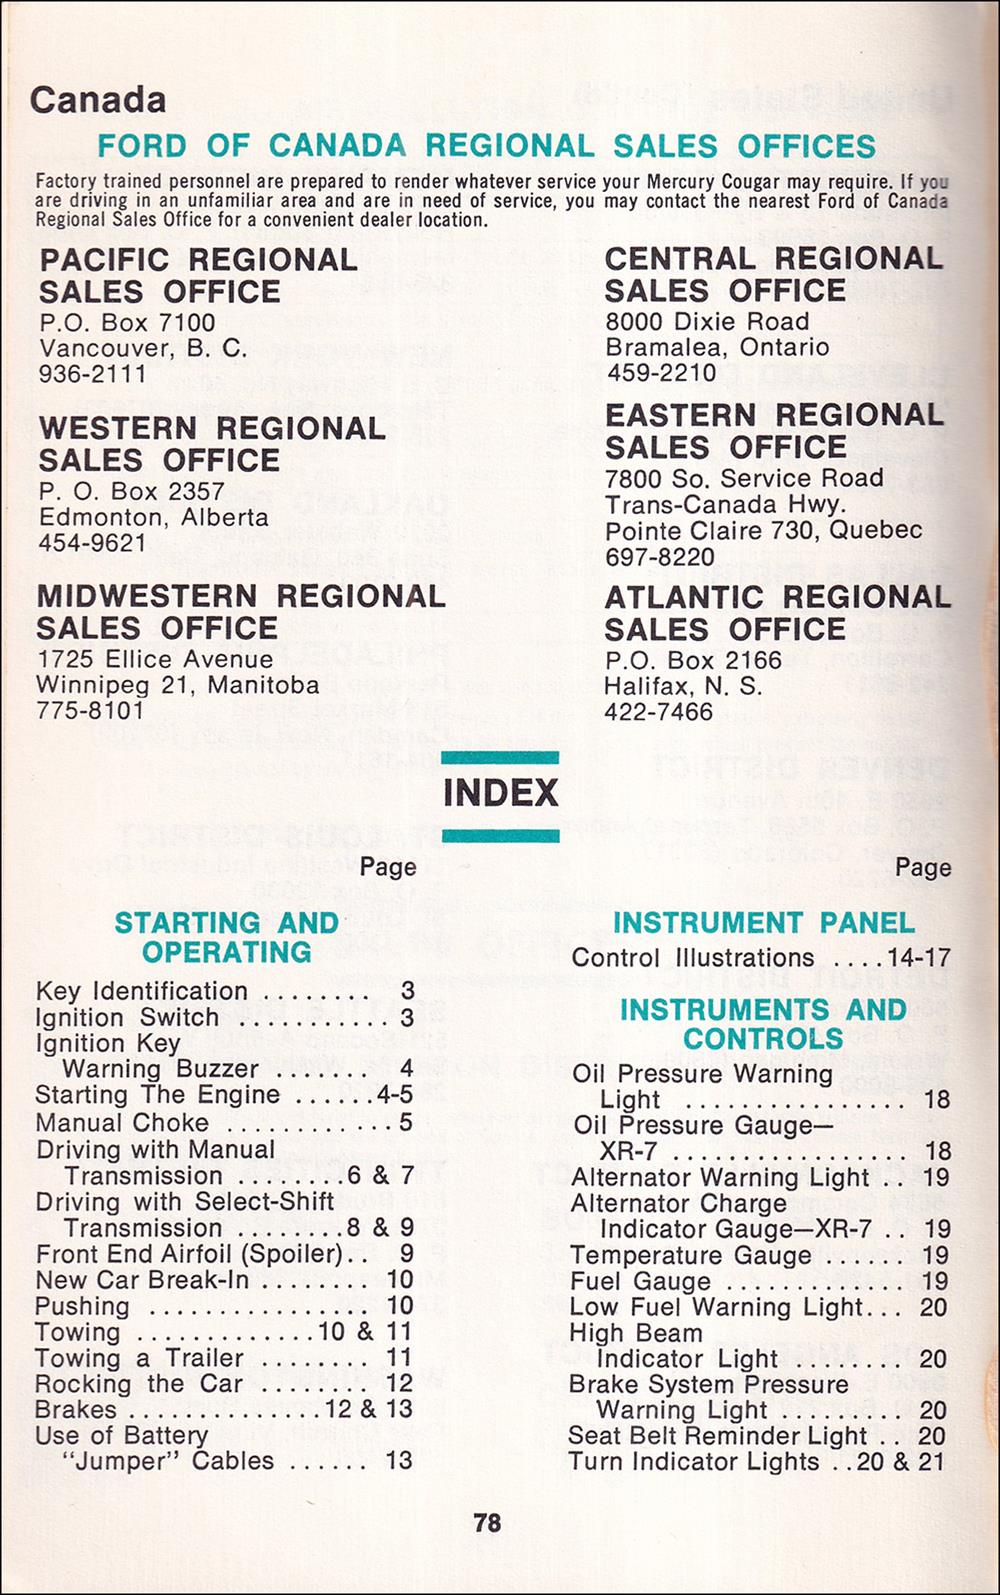 Canada
FORD OF CANADA REGIONAL SALES OFFICES
Factory trained personnel are prepared to render whatever service your Mercury Cougar may require. If you
are driving in an unfamiliar area and are in need of service, you may contact the nearest Ford of Canada
Regional Sales Office for a convenient dealer location.
PACIFIC REGIONAL
SALES OFFICE
P.O. Box 7100
Vancouver, B. C.
936-2111
WESTERN REGIONAL
SALES OFFICE
P. O. Box 2357
Edmonton, Alberta
454-9621
MIDWESTERN REGIONAL
SALES OFFICE
1725 Ellice Avenue
Winnipeg 21, Manitoba
775-8101
CENTRAL REGIONAL
SALES OFFICE
8000 Dixie Road
Bramalea, Ontario
459-2210
EASTERN REGIONAL
SALES OFFICE
7800 So. Service Road
Trans-Canada Hwy.
Pointe Claire 730, Quebec
697-8220
ATLANTIC REGIONAL
SALES OFFICE
P.O. Box 2166
Halifax, N. S.
422-7466
INDEX
Page
STARTING AND
OPERATING
Key Identification ........ 3
Ignition Switch ........... 3
Ignition Key
Warning Buzzer ....... 4
Starting The Engine ......4-5
Manual Choke ............5
Driving with Manual
Transmission ........6 & 7
Driving with Select-Shift
Transmission ........8 & 9
Front End Airfoil (Spoiler).. 9
New Car Break-In .........10
Pushing .................10
Towing .............10 & 11
Towing a Trailer ........ 11
Rocking the Car ........ 12
Brakes ...............12 & 13
Use of Battery
"Jumper" Cables ...... 13
Page
INSTRUMENT PANEL
Control Illustrations ....14-17
INSTRUMENTS AND
CONTROLS
Oil Pressure Warning
Light ................. 18
Oil Pressure Gauge—
XR-7 ................. 18
Alternator Warning Light .. 19
Alternator Charge
Indicator Gauge—XR-7 .. 19
Temperature Gauge ...... 19
Fuel Gauge ............. 19
Low Fuel Warning Light... 20
High Beam
Indicator Light ........ 20
Brake System Pressure
Warning Light ......... 20
Seat Belt Reminder Light .. 20
Turn Indicator Lights ..20 & 21
78